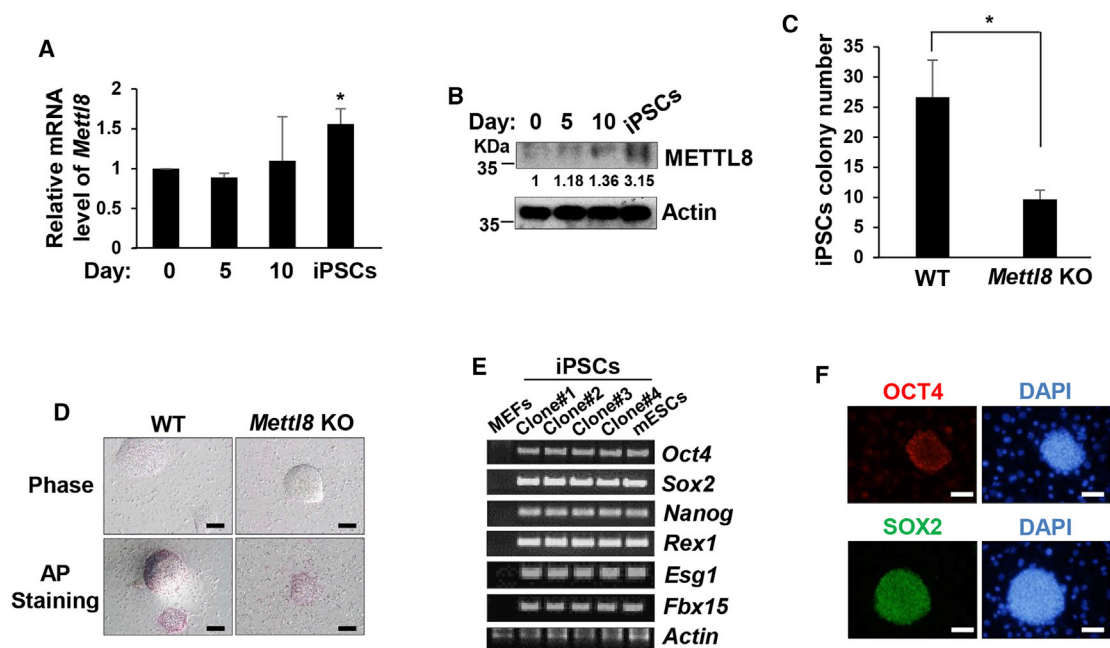 A
Relative mRNA
level of Mettl8
2
1.5
1
0.5
0
*
Day: 0 5 10 iPSCs
B
Day: 0 5 10 iPSCs
KDa
35
METTL8
1 1.18 1.36 3.15
35
Actin
C
iPSCs colony number
35
30
25
20
15
10
5
0
*
WT Mettl8 KO
D
WT Mettl8 KO
Phase
AP
Staining
E
iPSCs
MEFs Clone#1 Clone#2 Clone#3 Clone#4 mESCs
Oct4
Sox2
Nanog
Rex1
Esg1
Fbx15
Actin
F
OCT4 DAPI
SOX2 DAPI